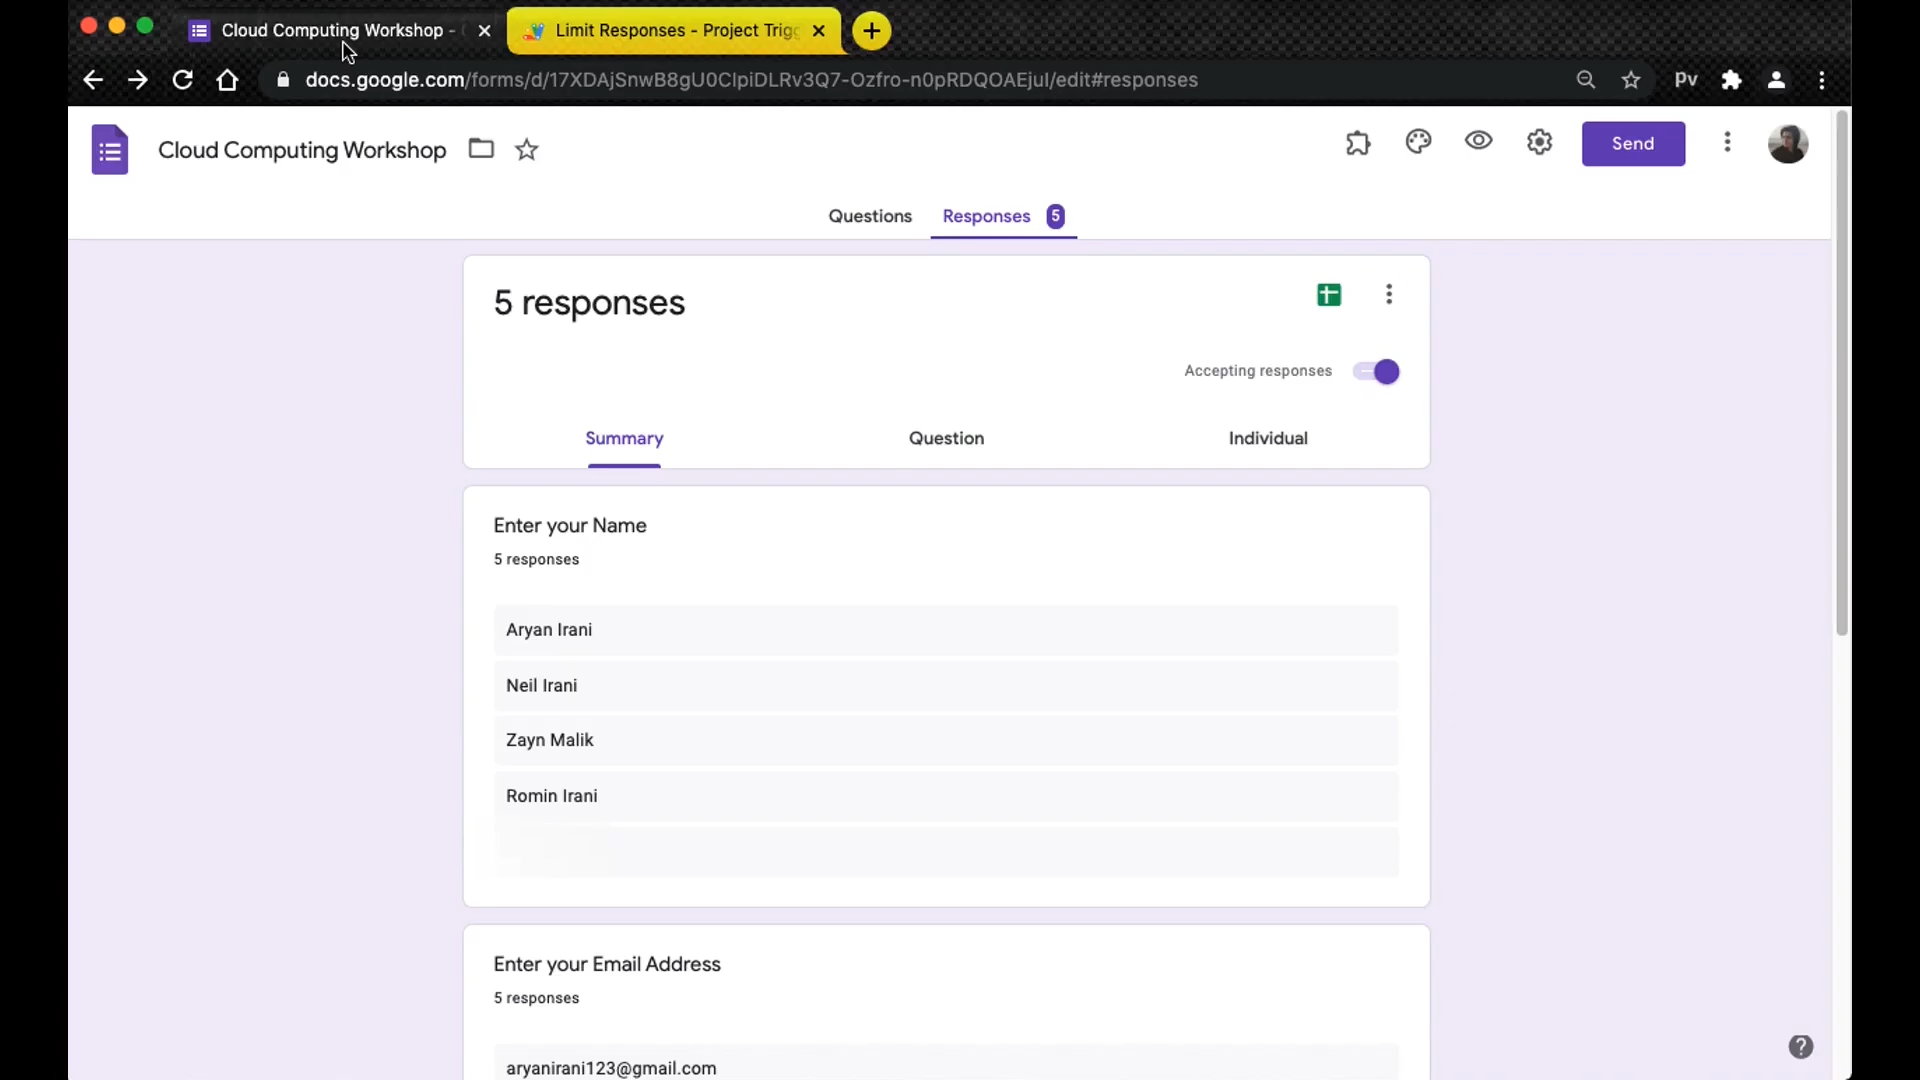 Cloud Computing Workshop -
Limit Responses - Project Trigg
docs.google.com/forms/d/17XDAjSnwB8gU0ClpiDLRv3Q7-Ozfro-n0pRDQOAEjuI/edit#responses
PV
Cloud Computing Workshop
Send
Questions
Responses 5
5 responses
Accepting responses
Summary
Question
Individual
Enter your Name
5 responses
Aryan Irani
Neil Irani
Zayn Malik
Romin Irani
Enter your Email Address
5 responses
aryanirani123@gmail.com